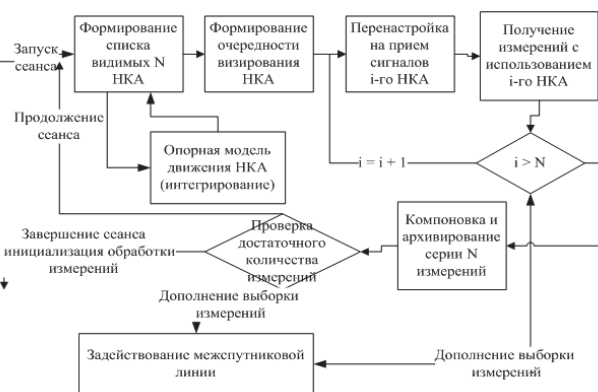 Запуск
сеанса
Формирование
списка
видимых N
НКА
Формирование
очередности
визирования
НКА
Перенастройка
на прием
сигналов
i-го НКА
Получение
измерений с
использованием
i-го НКА
Продолжение
сеанса
Опорная модель
движения НКА
(интегрирование)
i = i + 1
i > N
Завершение сеанса
инициализация обработки
измерений
Проверка
достаточного
количества
измерений
Компоновка и
архивирование
серии N
измерений
Дополнение выборки
измерений
Задействование межспутниковой
линии
Дополнение выборки
измерений